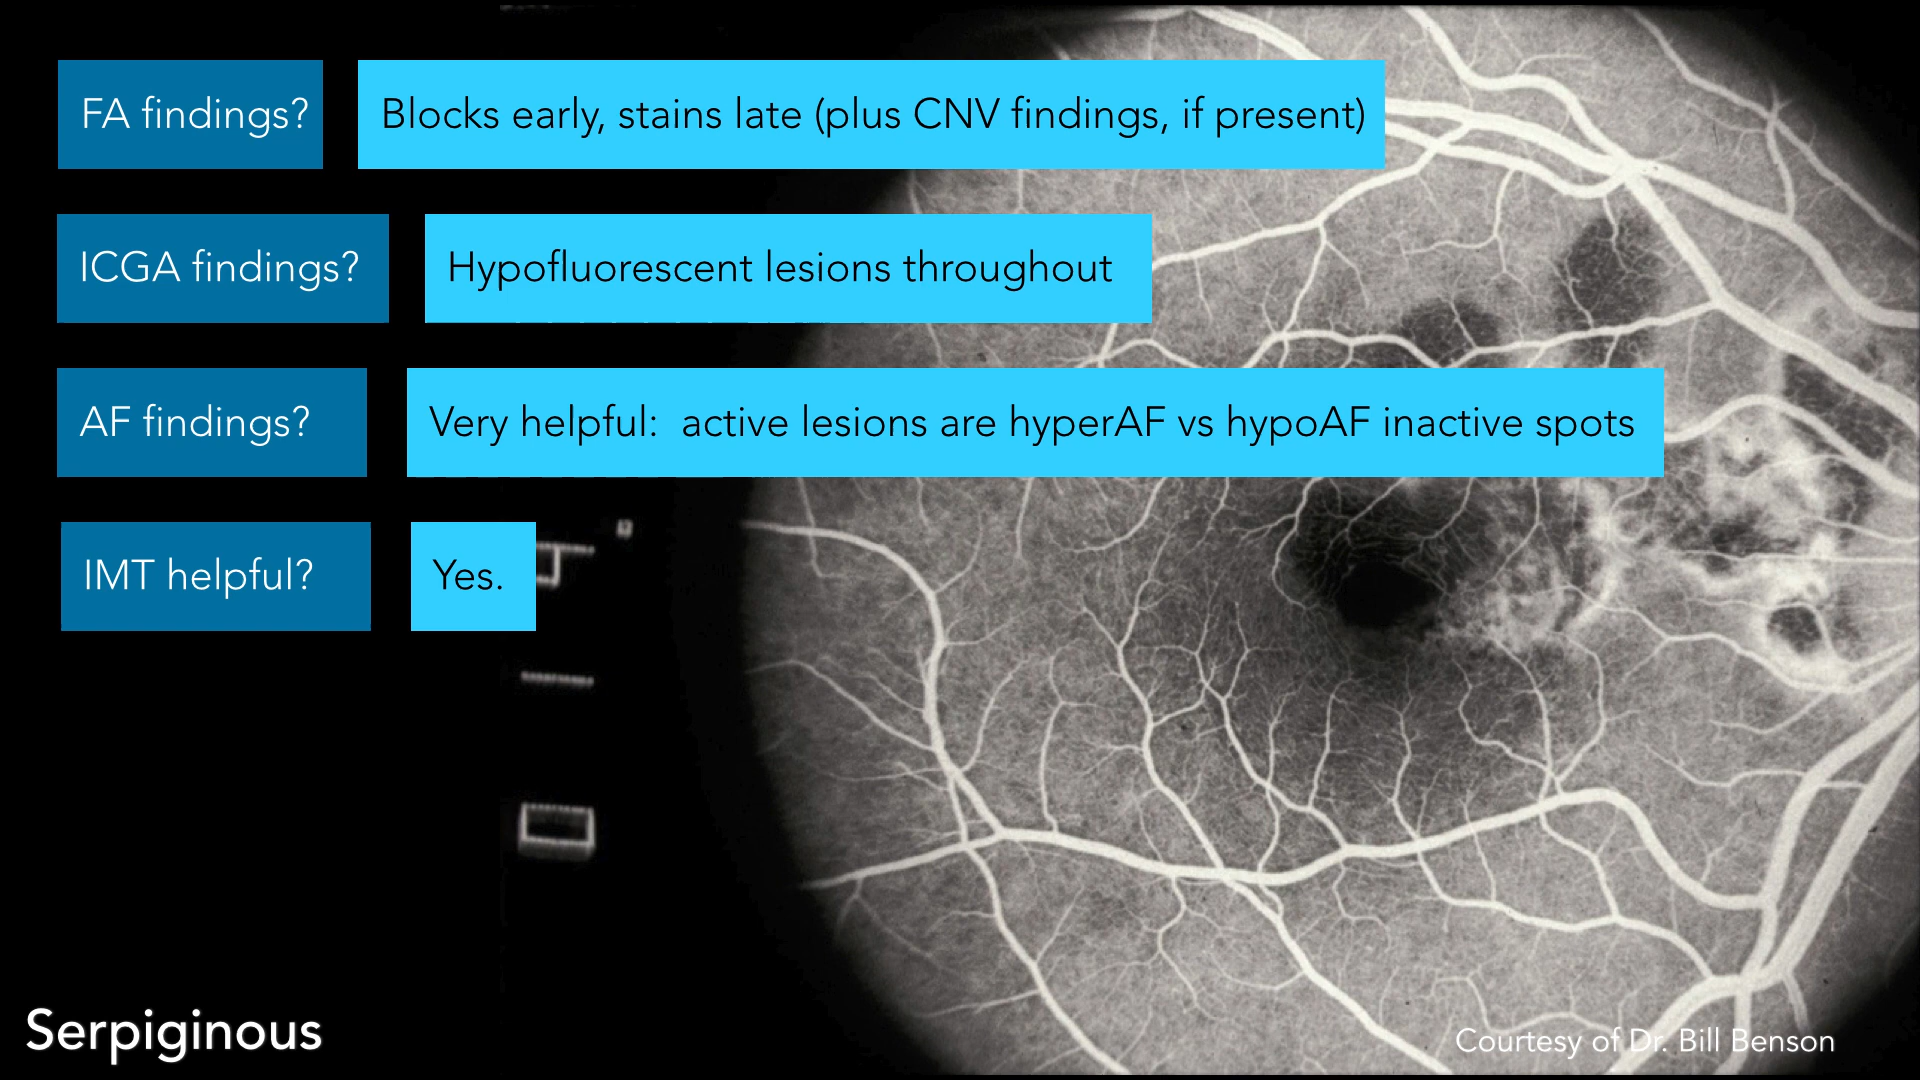 FA findings?
Blocks early, stains late (plus CNV findings, if present)
ICGA findings?
Hypofluorescent lesions throughout
AF findings?
Very helpful:  active lesions are hyperAF vs hypoAF inactive spots
IMT helpful?
Yes.
Serpiginous
Courtesy of Dr. Bill Benson